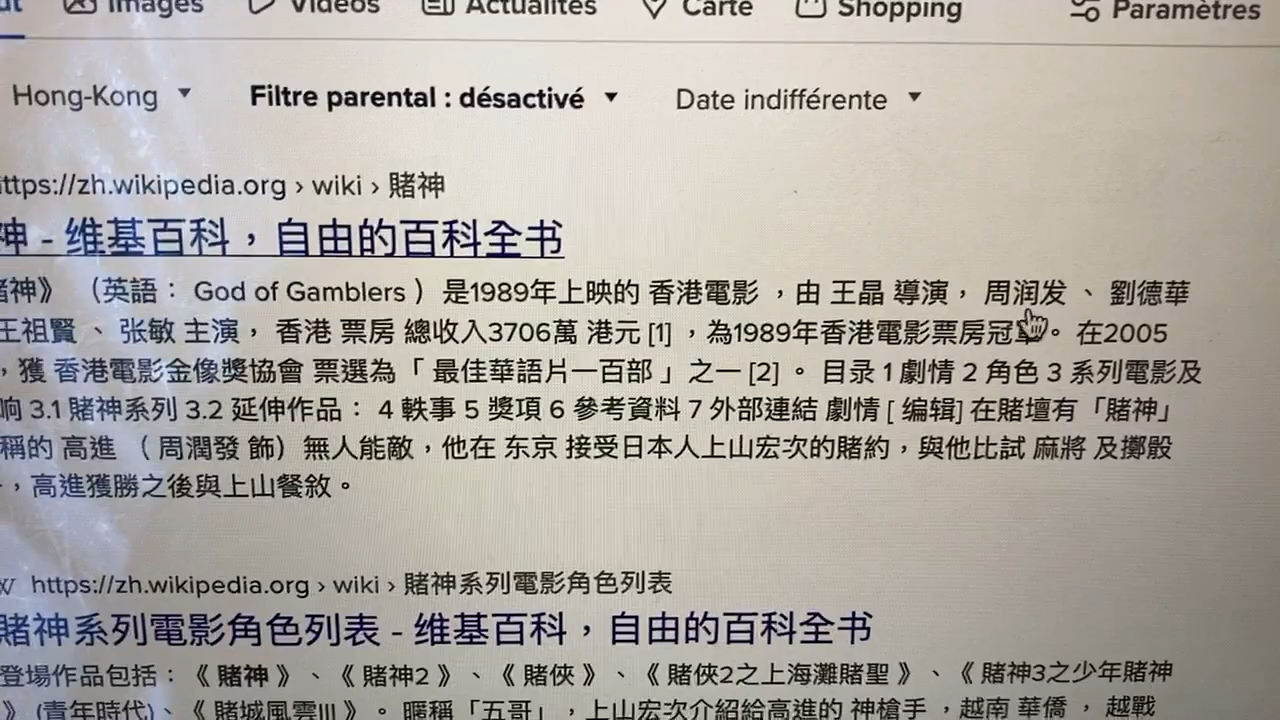 Images Vidéos Actualités Carte Shopping Paramètres
Hong-Kong Filtre parental : désactivé Date indifférente
ttps://zh.wikipedia.org › wiki › 賭神
神 - 维基百科，自由的百科全书
賭神》 （英語： God of Gamblers ）是1989年上映的 香港電影 ，由 王晶 導演， 周润发 、 劉德華
王祖賢 、 张敏 主演， 香港 票房 總收入3706萬 港元 [1] ，為1989年香港電影票房冠軍。 在2005
，獲 香港電影金像獎協會 票選為「 最佳華語片一百部 」之一 [2] 。 目录 1 劇情 2 角色 3 系列電影及
响 3.1 賭神系列 3.2 延伸作品： 4 軼事 5 獎項 6 參考資料 7 外部連結 劇情 [ 编辑] 在賭壇有「賭神」
稱的 高進 （ 周潤發 飾）無人能敵，他在 东京 接受日本人上山宏次的賭約，與他比試 麻將 及擲骰
，高進獲勝之後與上山餐敘。
W https://zh.wikipedia.org › wiki › 賭神系列電影角色列表
賭神系列電影角色列表 - 维基百科，自由的百科全书
登場作品包括：《 賭神 》、《 賭神2 》、《 賭俠 》、《 賭俠2之上海灘賭聖 》、《 賭神3之少年賭神
》 (青年時代)、《 賭城風雲III 》。 暱稱「五哥」，上山宏次介紹給高進的 神槍手 ，越南 華僑 ， 越戰